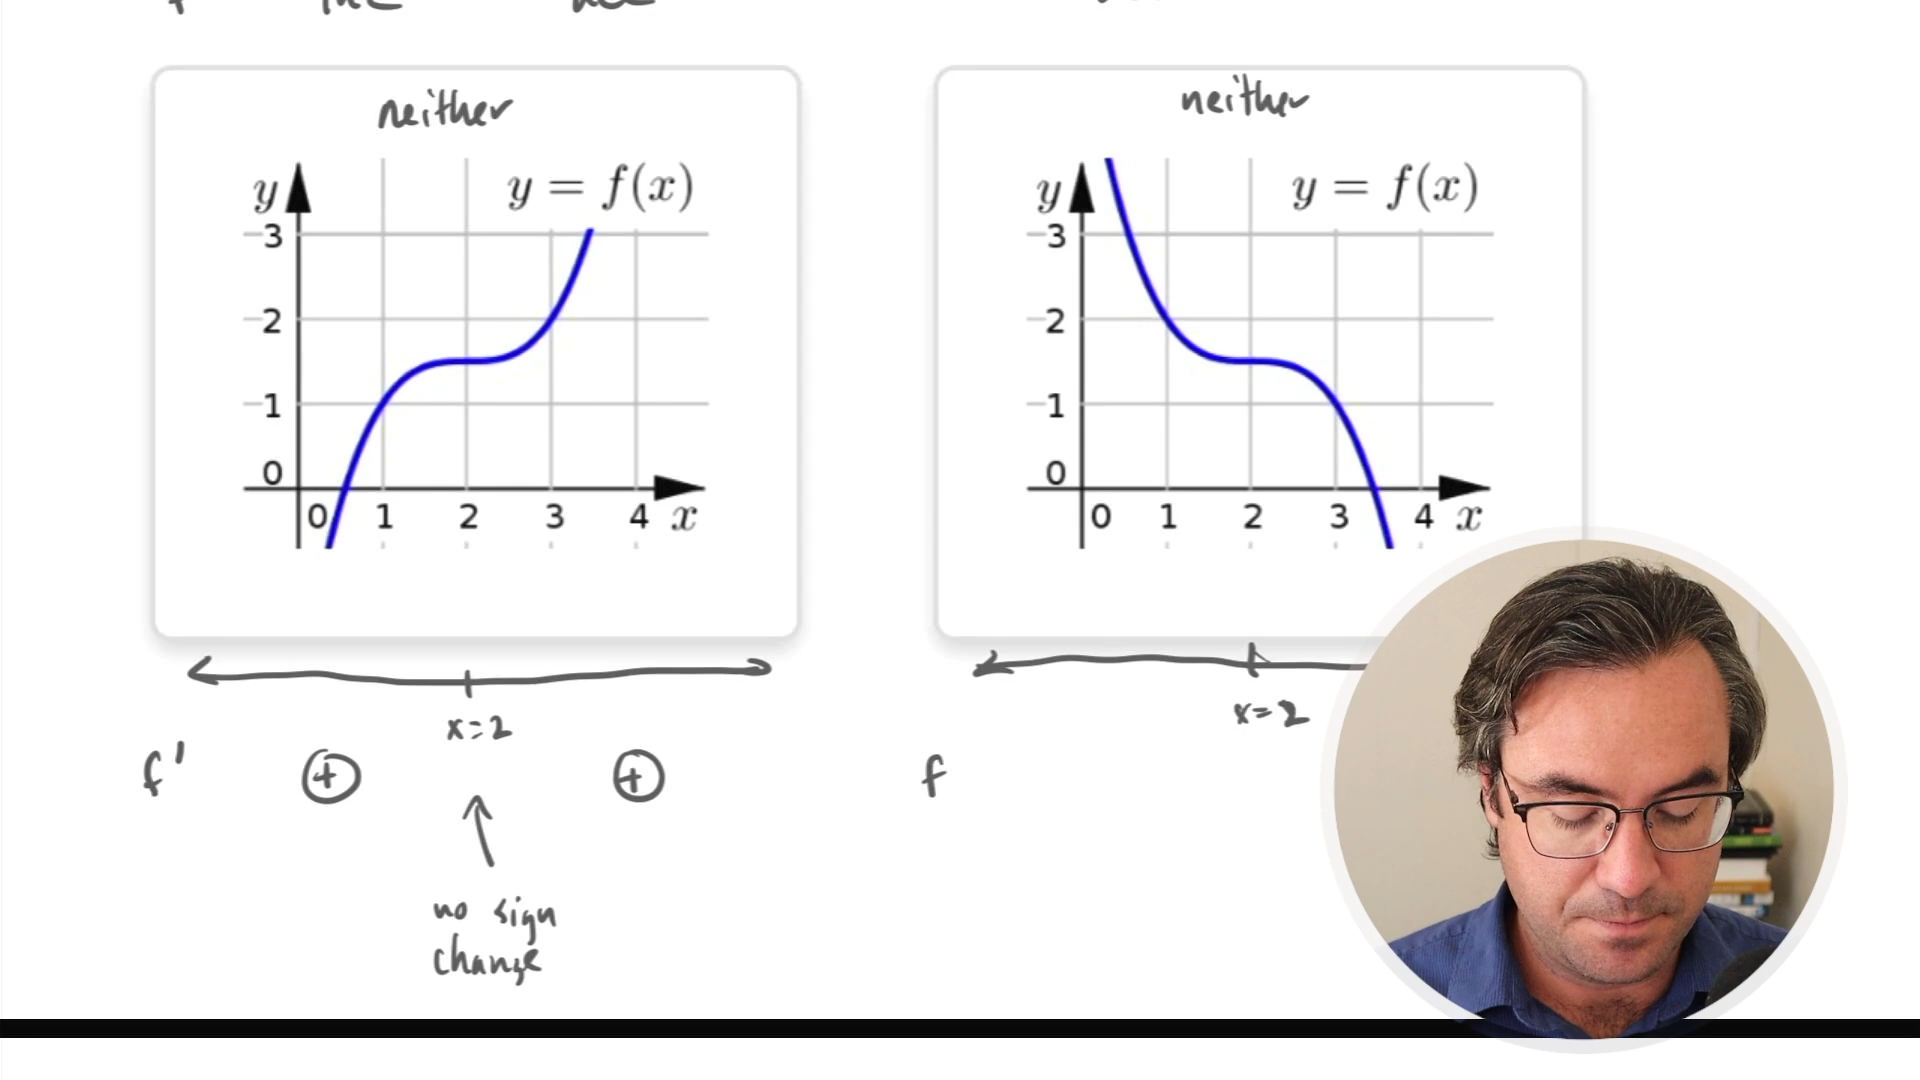 neither
y = f(x)
y
3
2
1
0
0 1 2 3 4 x
neither
y = f(x)
y
3
2
1
0
0 1 2 3 4 x
x=2
f' + +
no sign
change
x=2
f